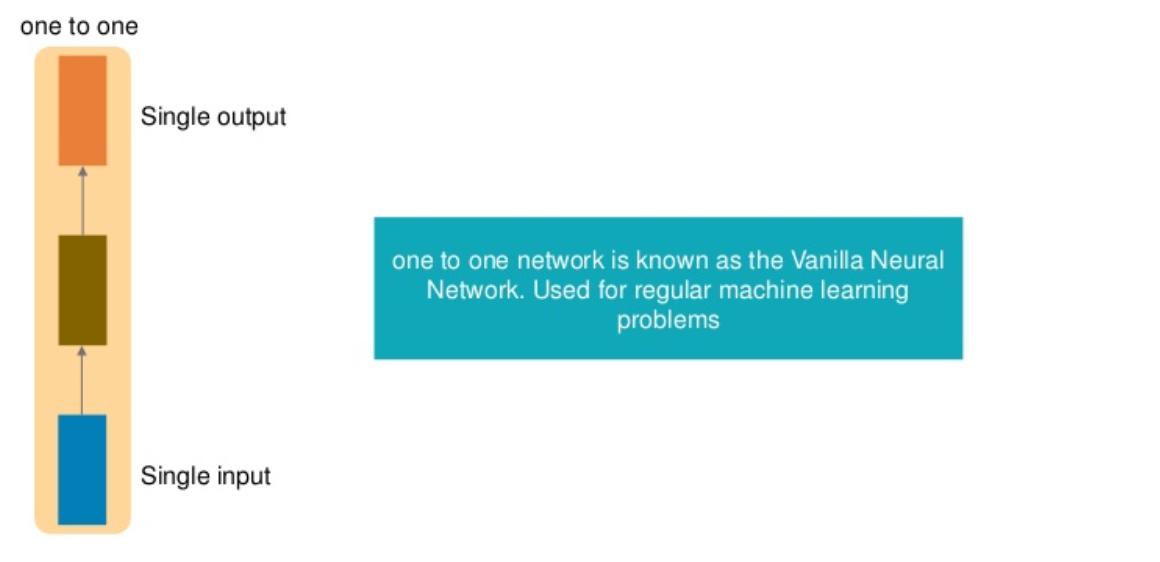 one to one
Single output
one to one network is known as the Vanilla Neural
Network. Used for regular machine learning
problems
Single input